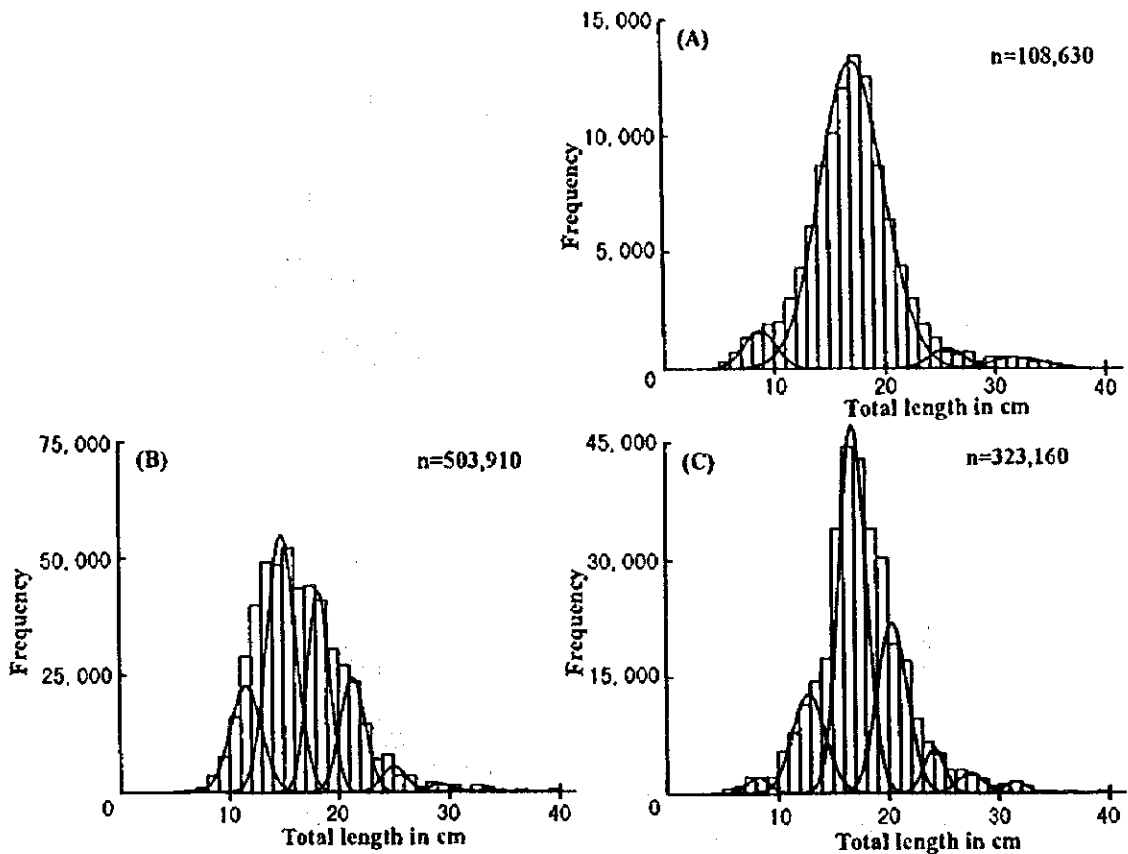 15,000
(A)
n=108,630
10,000
Frequency
5,000
0
10
20
30
40
Total length in cm
75,000
(B)
n=503,910
50,000
Frequency
25,000
0
10
20
30
40
Total length in cm
45,000
(C)
n=323,160
30,000
Frequency
15,000
0
10
20
30
40
Total length in cm